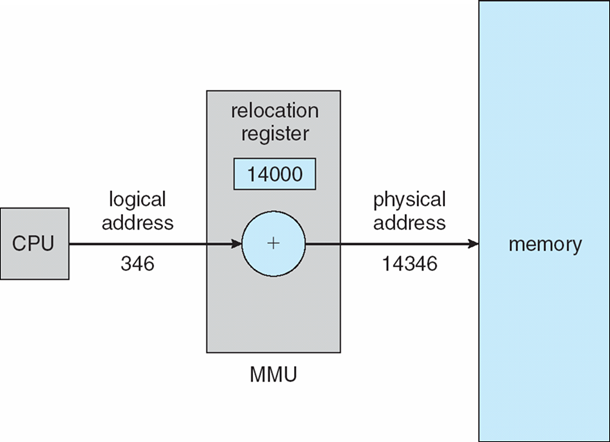 relocation
register
14000
logical
address
346
CPU
+
physical
address
14346
memory
MMU